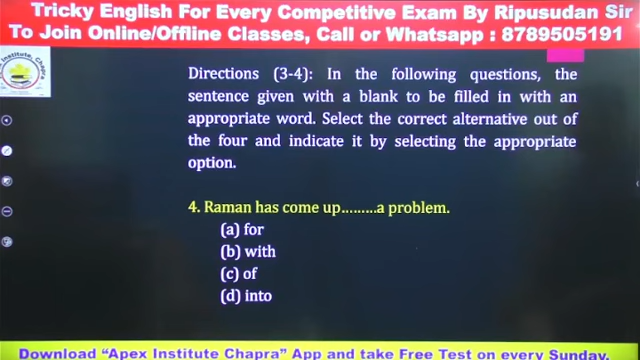 Tricky English For Every Competitive Exam By Ripusudan Sir
To Join Online/Offline Classes, Call or Whatsapp : 8789505191
Apex Institute, Chapra
Directions (3-4): In the following questions, the
sentence given with a blank to be filled in with an
appropriate word. Select the correct alternative out of
the four and indicate it by selecting the appropriate
option.
4. Raman has come up.........a problem.
(a) for
(b) with
(c) of
(d) into
Download “Apex Institute Chapra” App and take Free Test on every Sunday.